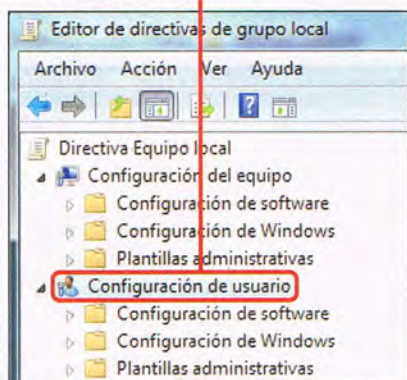 Editor de directivas de grupo local
Archivo Acción Ver Ayuda
Directiva Equipo local
Configuración del equipo
Configuración de software
Configuración de Windows
Plantillas administrativas
Configuración de usuario
Configuración de software
Configuración de Windows
Plantillas administrativas